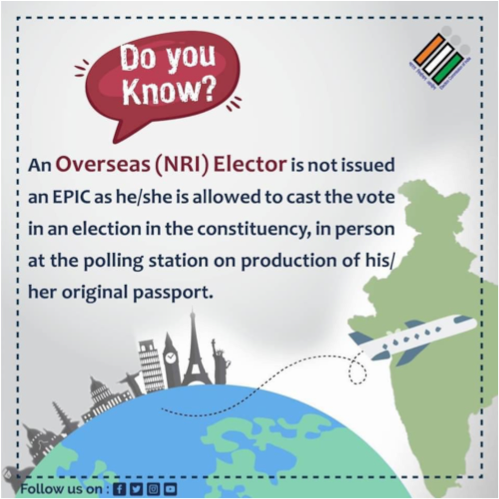 Do you
Know?
An Overseas (NRI) Elector is not issued
an EPIC as he/she is allowed to cast the vote
in an election in the constituency, in person
at the polling station on production of his/
her original passport.
Follow us on :